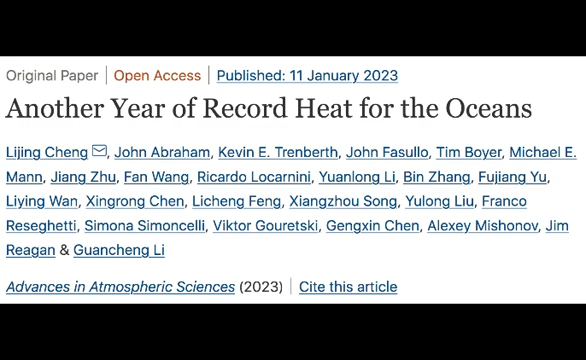 Original Paper | Open Access | Published: 11 January 2023
Another Year of Record Heat for the Oceans
Lijing Cheng, John Abraham, Kevin E. Trenberth, John Fasullo, Tim Boyer, Michael E.
Mann, Jiang Zhu, Fan Wang, Ricardo Locarnini, Yuanlong Li, Bin Zhang, Fujiang Yu,
Liying Wan, Xingrong Chen, Licheng Feng, Xiangzhou Song, Yulong Liu, Franco
Reseghetti, Simona Simoncelli, Viktor Gouretski, Gengxin Chen, Alexey Mishonov, Jim
Reagan & Guancheng Li
Advances in Atmospheric Sciences (2023) | Cite this article